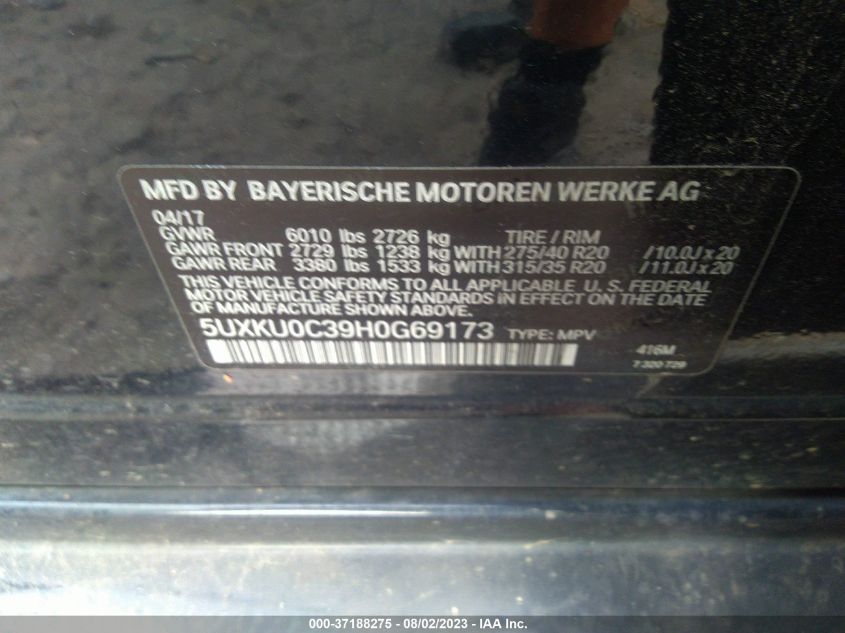 MFD BY BAYERISCHE MOTOREN WERKE AG
04/17
GVWR 6010 lbs 2726 kg TIRE / RIM
GAWR FRONT 2729 lbs 1238 kg WITH 275/40 R20 /10.0J x 20
GAWR REAR 3380 lbs 1533 kg WITH 315/35 R20 /11.0J x 20
THIS VEHICLE CONFORMS TO ALL APPLICABLE U. S. FEDERAL
MOTOR VEHICLE SAFETY STANDARDS IN EFFECT ON THE DATE
OF MANUFACTURE SHOWN ABOVE.
5UXKU0C39H0G69173 TYPE: MPV
416M
7 320 729
000-37188275 - 08/02/2023 - IAA Inc.